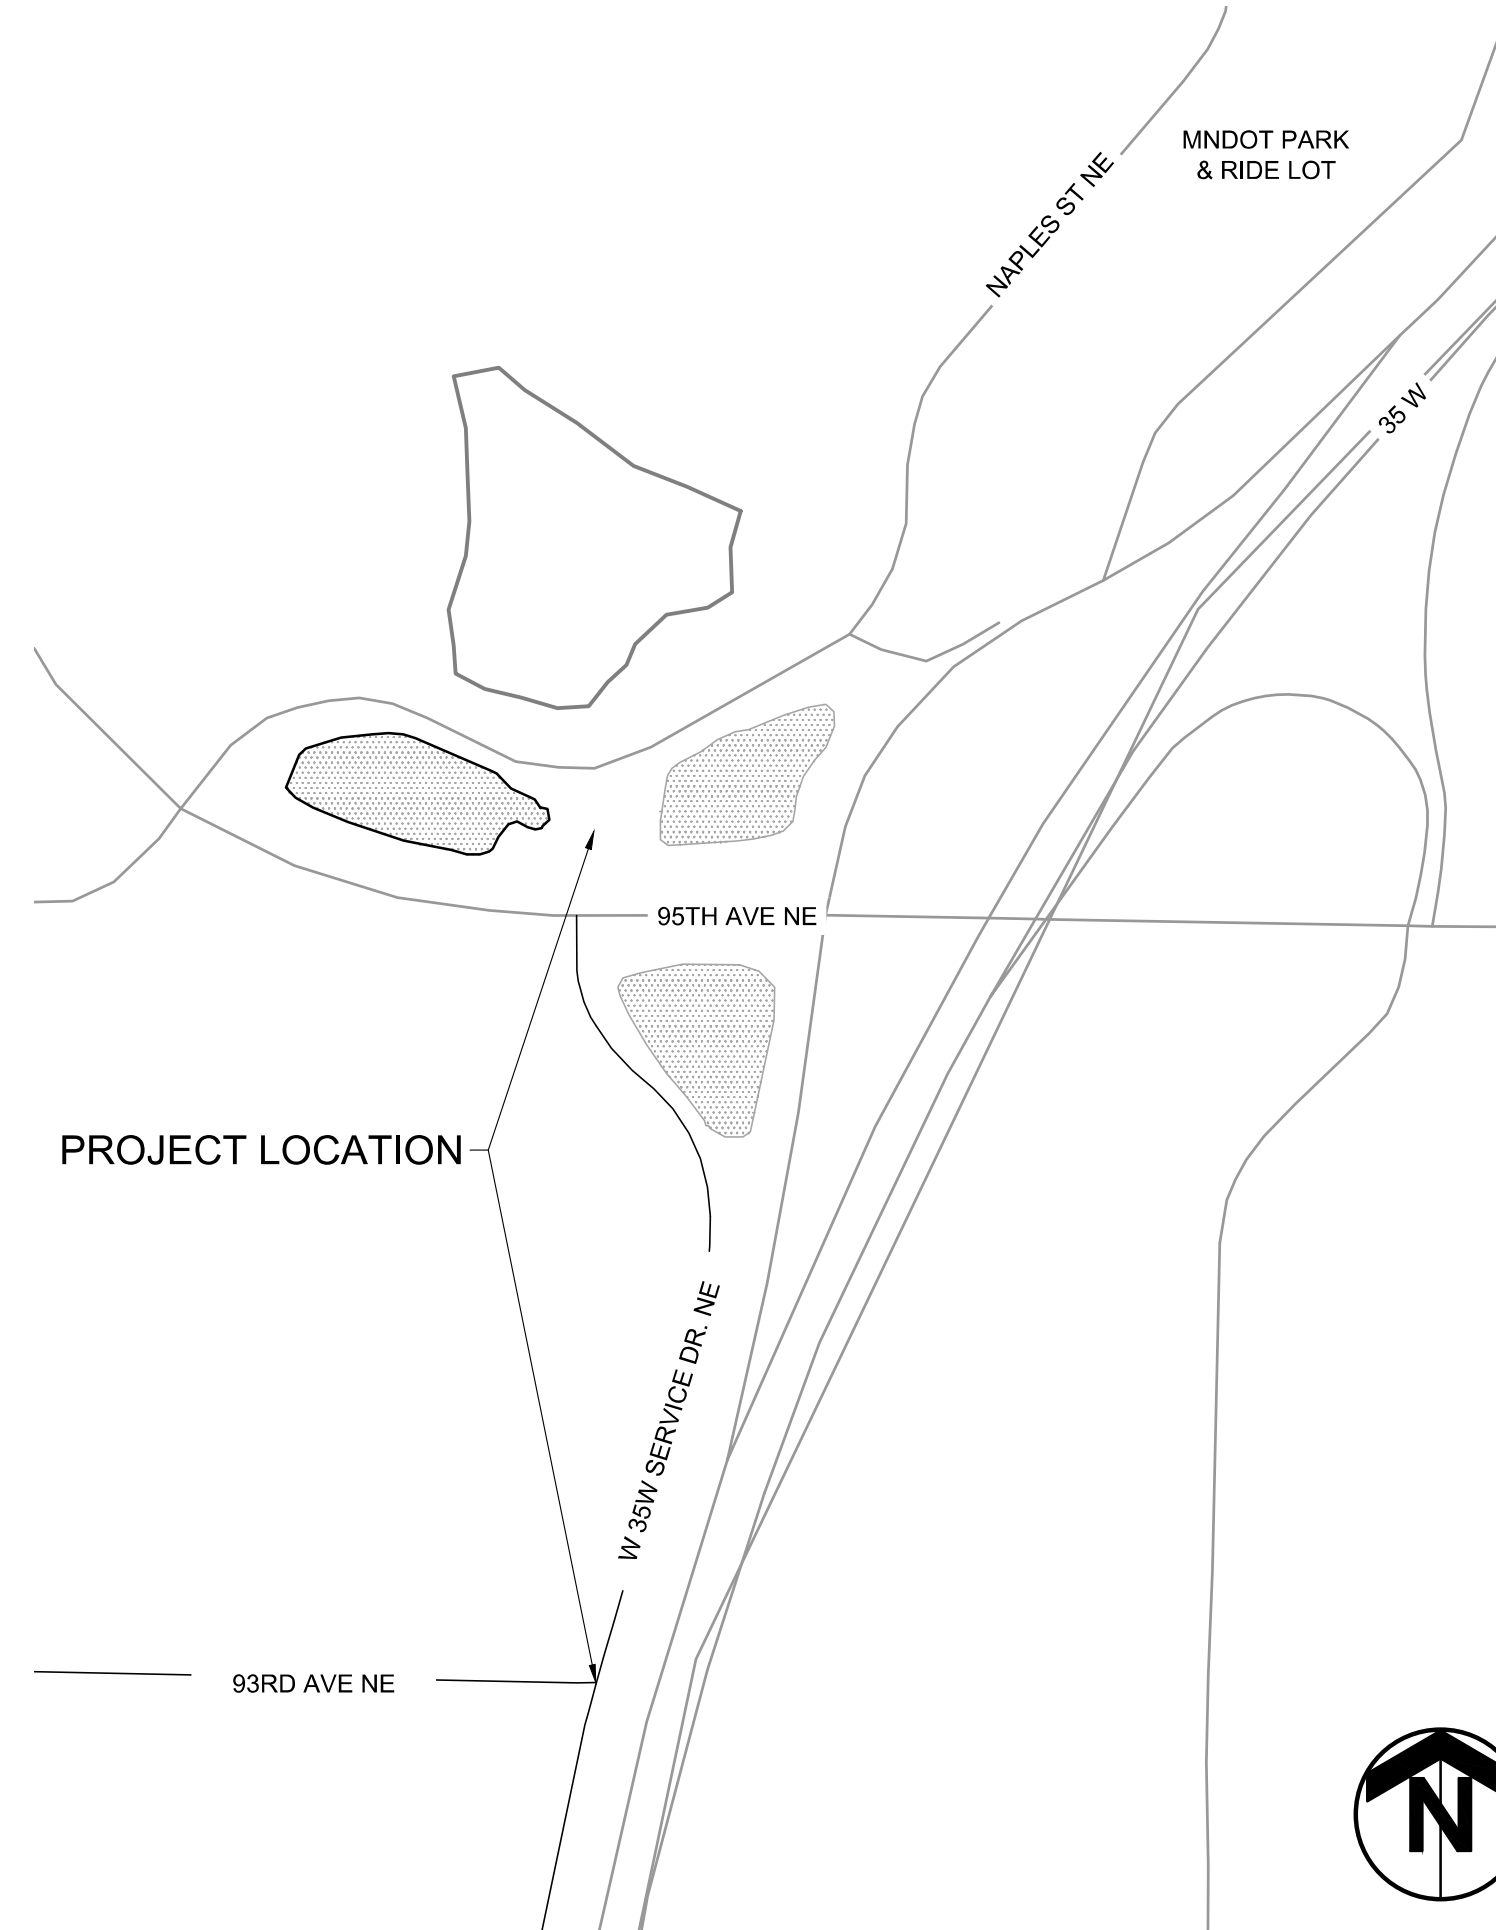 MNDOT PARK
& RIDE LOT
NAPLES ST NE
35 W
95TH AVE NE
PROJECT LOCATION
W 35W SERVICE DR. NE
93RD AVE NE
N